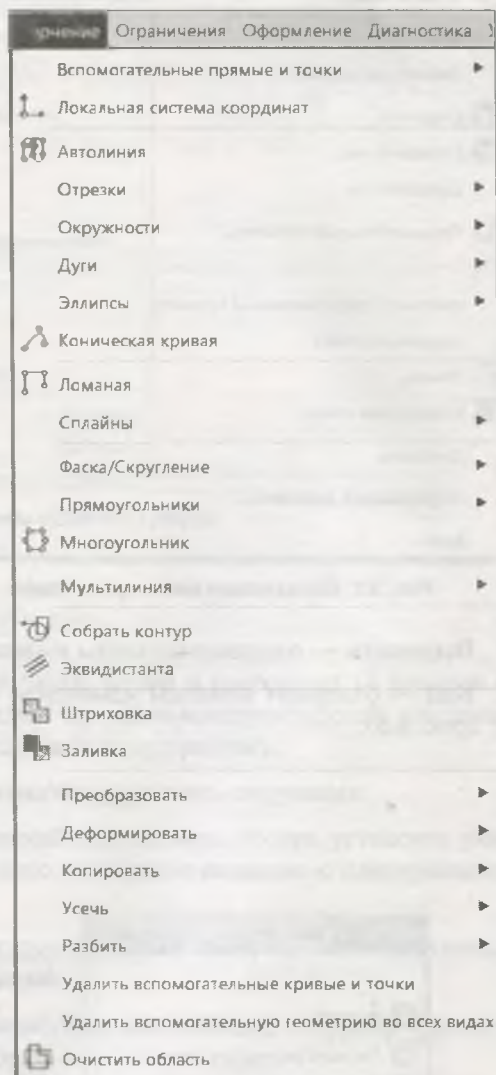 Ограничения Оформление Диагностика
Вспомогательные прямые и точки
Локальная система координат
Автолиния
Отрезки
Окружности
Дуги
Эллипсы
Коническая кривая
Ломаная
Сплайны
Фаска/Скругление
Прямоугольники
Многоугольник
Мультилиния
Собрать контур
Эквидистанта
Штриховка
Заливка
Преобразовать
Деформировать
Копировать
Усечь
Разбить
Удалить вспомогательные кривые и точки
Удалить вспомогательную геометрию во всех видах
Очистить область